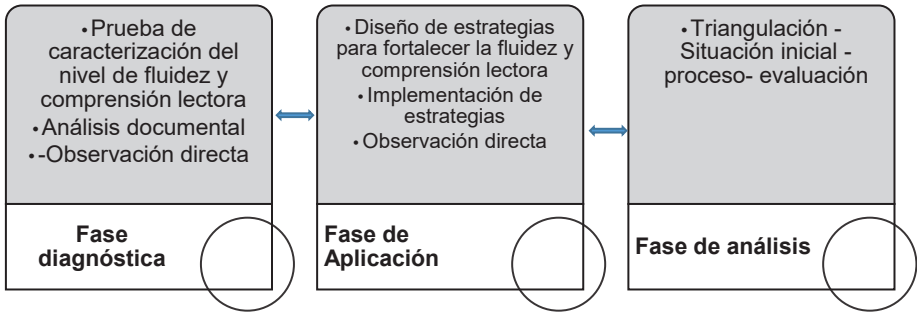 •Prueba de
caracterización del
nivel de fluidez y
comprensión lectora
•Análisis documental
•-Observación directa
Fase
diagnóstica
•Diseño de estrategias
para fortalecer la fluidez y
comprensión lectora
•Implementación de
estrategias
•Observación directa
Fase de
Aplicación
•Triangulación -
Situación inicial -
proceso- evaluación
Fase de análisis